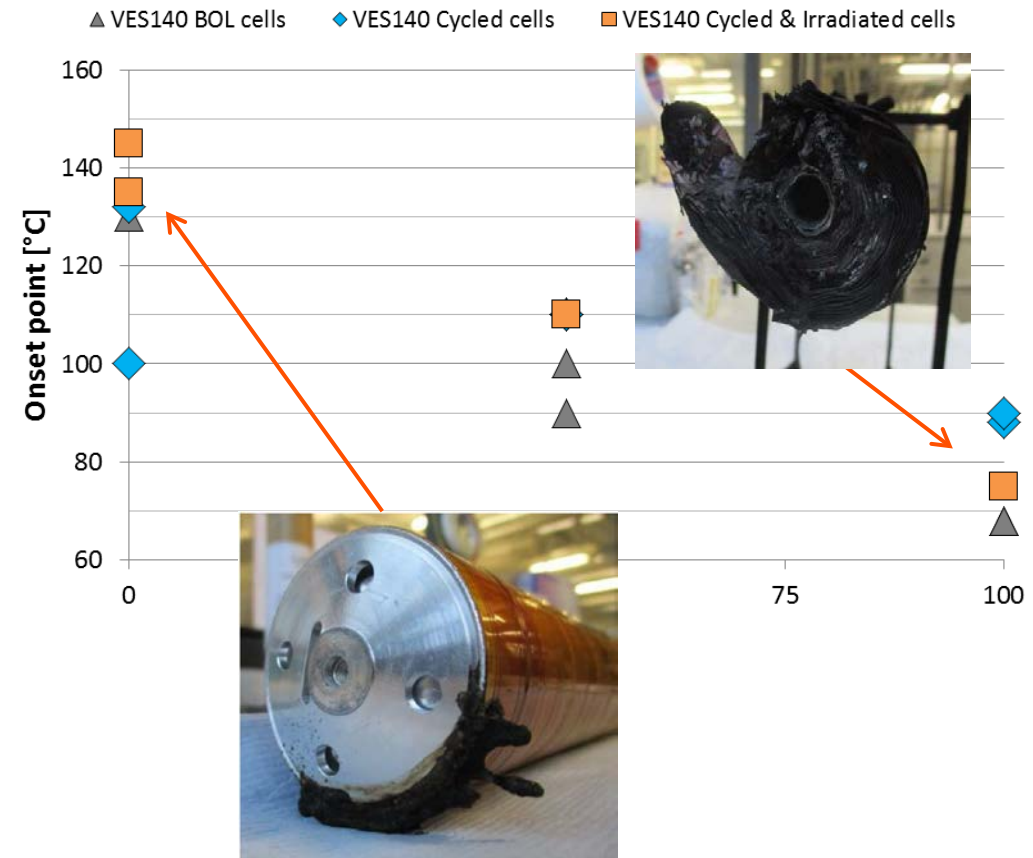 VES140 BOL cells VES140 Cycled cells VES140 Cycled & Irradiated cells
160
140
120
100
80
60
Onset point [°C]
0 75 100